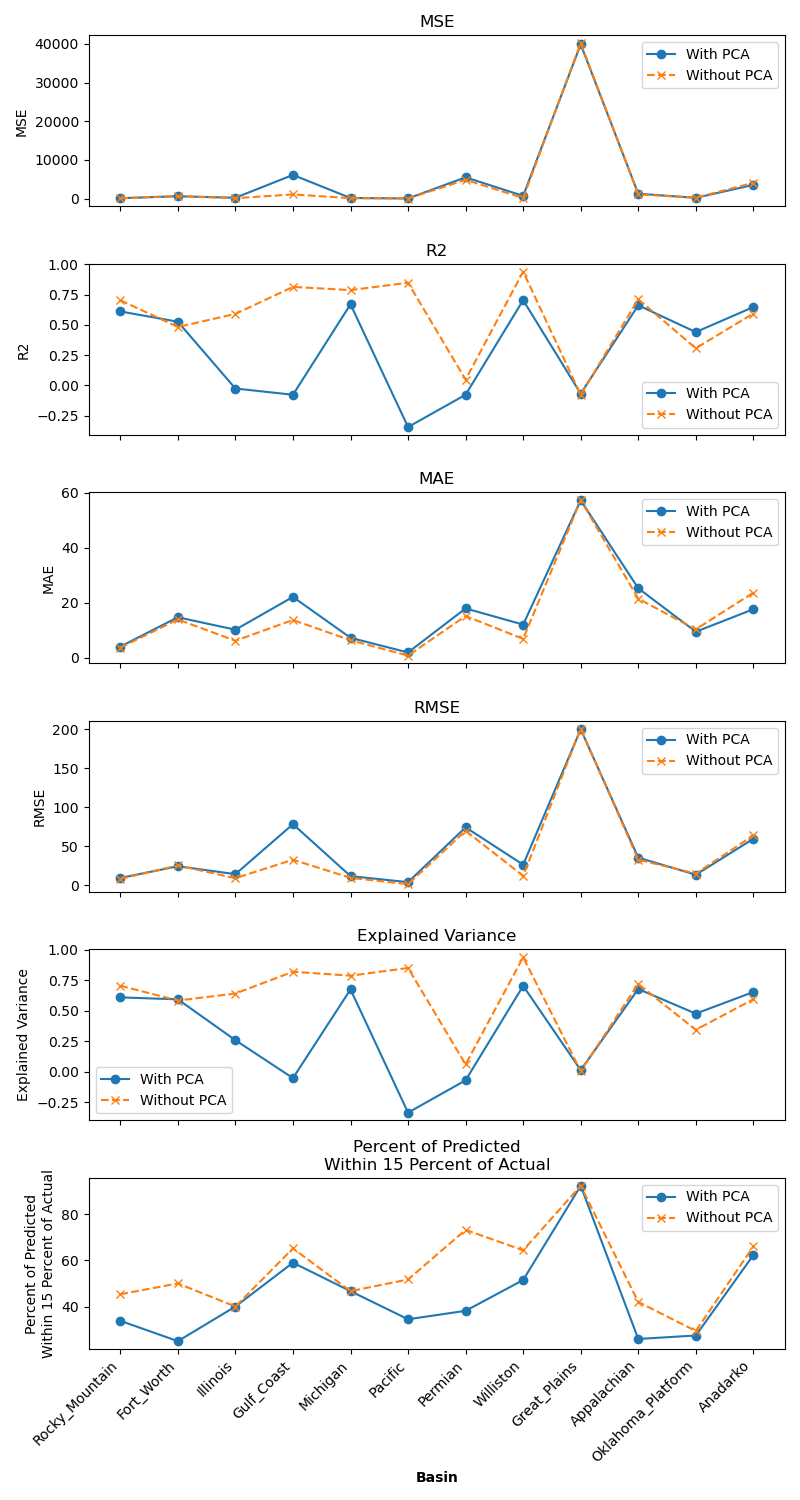 MSE
40000
30000
20000
10000
0
MSE
With PCA
Without PCA
R2
1.00
0.75
0.50
0.25
0.00
−0.25
R2
With PCA
Without PCA
MAE
60
40
20
0
MAE
With PCA
Without PCA
RMSE
200
150
100
50
0
RMSE
With PCA
Without PCA
Explained Variance
1.00
0.75
0.50
0.25
0.00
−0.25
Explained Variance
With PCA
Without PCA
Percent of Predicted
Within 15 Percent of Actual
80
60
40
Percent of Predicted
Within 15 Percent of Actual
With PCA
Without PCA
Rocky_Mountain
Fort_Worth
Illinois
Gulf_Coast
Michigan
Pacific
Permian
Williston
Great_Plains
Appalachian
Oklahoma_Platform
Anadarko
Basin